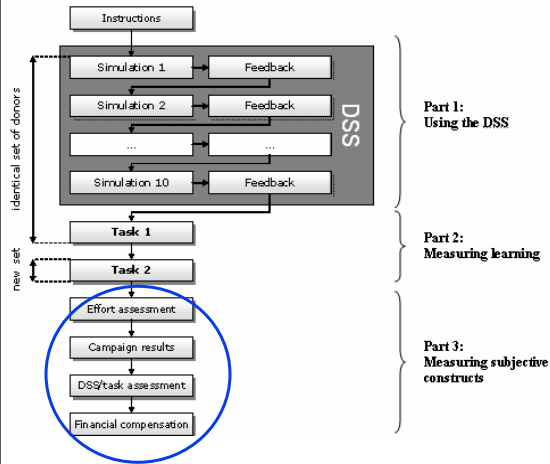 Instructions
Simulation 1
Feedback
Simulation 2
Feedback
...
...
Simulation 10
Feedback
DSS
identical set of donors
Part 1:
Using the DSS
Task 1
Task 2
new set
Part 2:
Measuring learning
Effort assessment
Campaign results
DSS/task assessment
Financial compensation
Part 3:
Measuring subjective
constructs